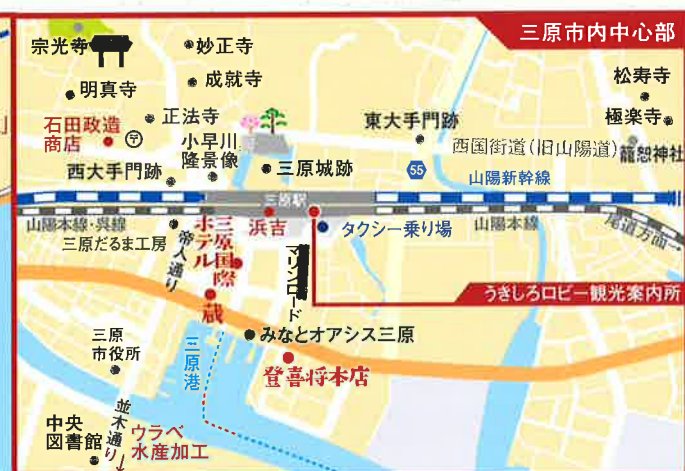 三原市内中心部
宗光寺
妙正寺
松寿寺
成就寺
明真寺
極楽寺
正法寺
石田政造
商店
〒
小早川
隆景像
東大手門跡
西国街道(旧山陽道)
籠恕神社
三原城跡
西大手門跡
55
山陽新幹線
三原駅
山陽本線・呉線
浜吉
タクシー乗り場
山陽本線
尾道方面→
三原だるま工房
帝人通り
三原国際
ホテル
マリンロード
うきしろロビー観光案内所
蔵
みなとオアシス三原
三原
市役所
三原港
登喜将本店
並木通り
中央
図書館
ウラベ
水産加工
↓